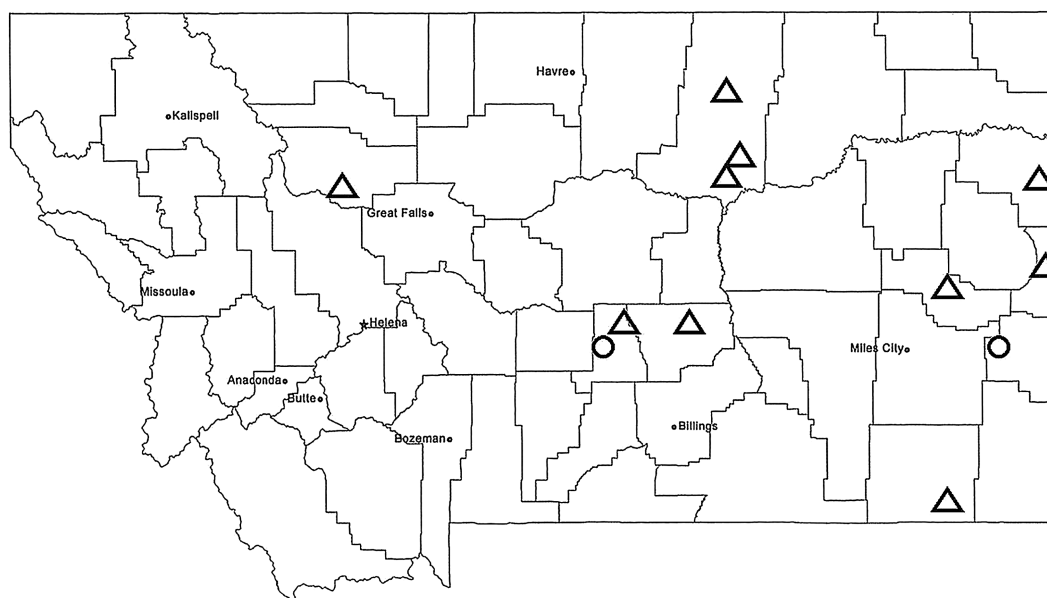 Havre
Kalispell
Great Falls
Missoula
Helena
Miles City
Anaconda
Butte
Billings
Bozeman